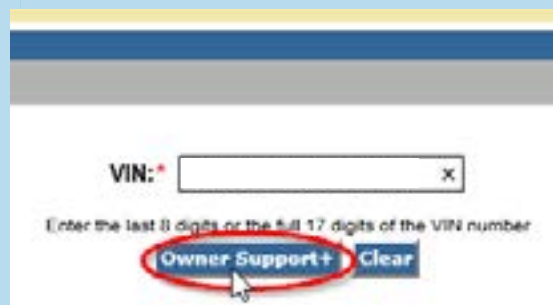 VIN:* x
Enter the last 8 digits or the full 17 digits of the VIN number
Owner Support+ Clear